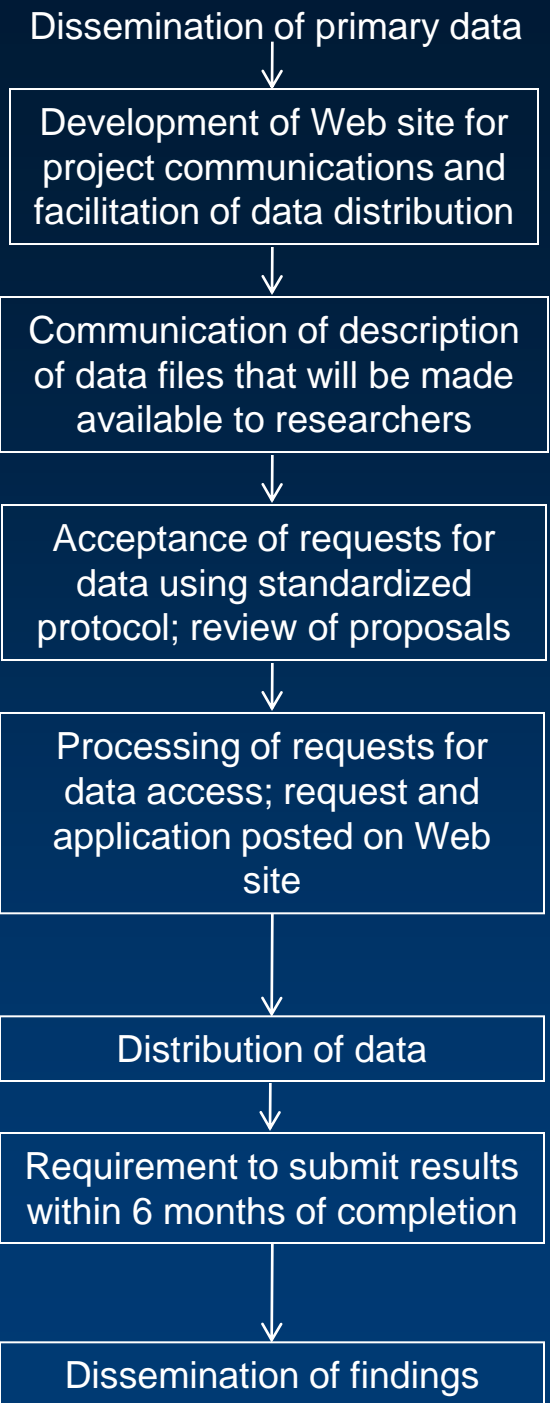 Dissemination of primary data
Development of Web site for
project communications and
facilitation of data distribution
Communication of description
of data files that will be made
available to researchers
Acceptance of requests for
data using standardized
protocol; review of proposals
Processing of requests for
data access; request and
application posted on Web
site
Distribution of data
Requirement to submit results
within 6 months of completion
Dissemination of findings